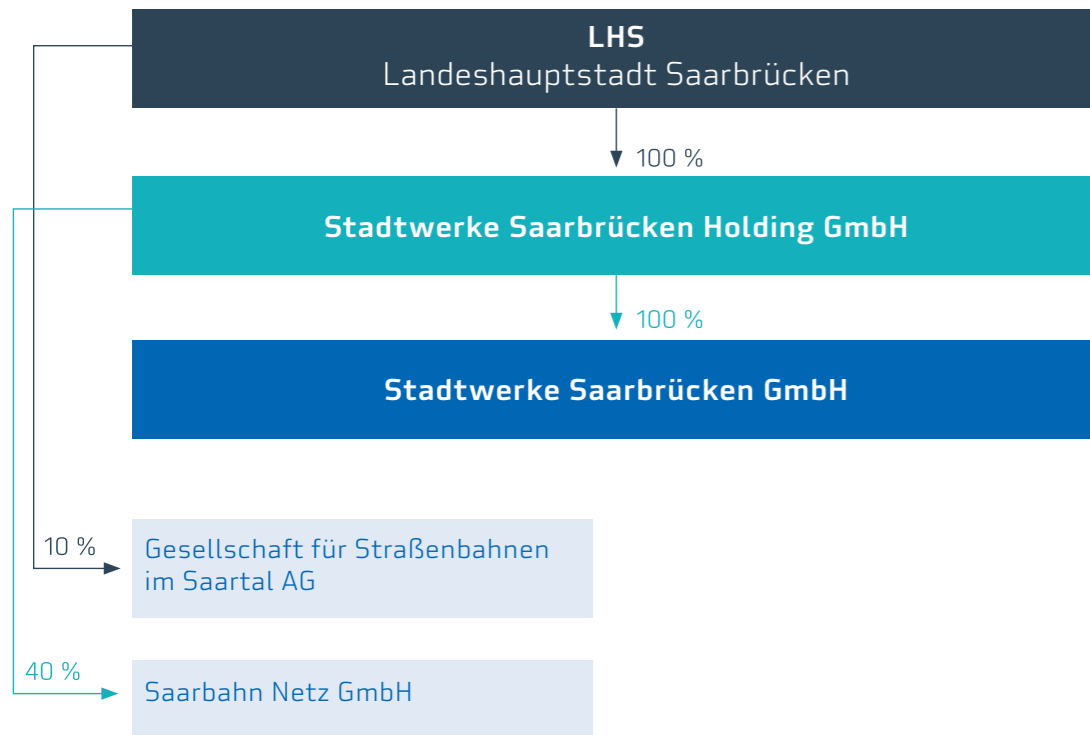 LHS
Landeshauptstadt Saarbrücken
100 %
Stadtwerke Saarbrücken Holding GmbH
100 %
Stadtwerke Saarbrücken GmbH
10 %
Gesellschaft für Straßenbahnen
im Saartal AG
40 %
Saarbahn Netz GmbH